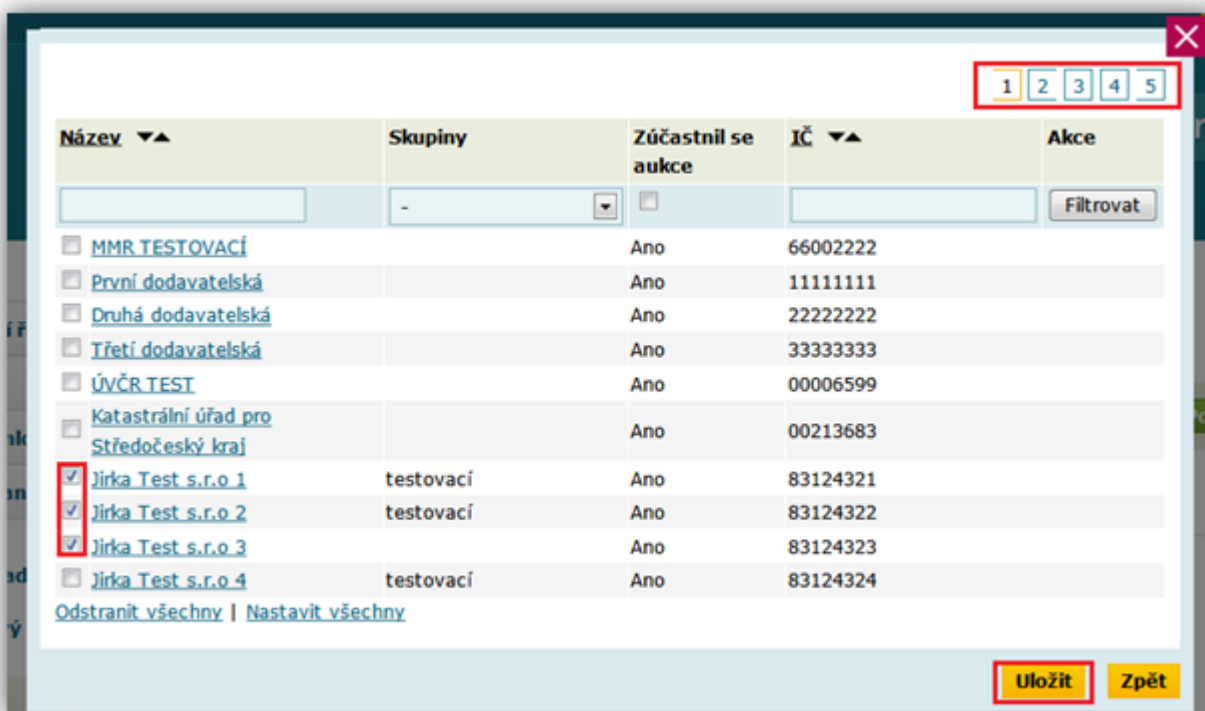 1 2 3 4 5
Název Skupiny Zúčastnil se aukce IČ Akce
- Filtrovat
MMR TESTOVACÍ Ano 66002222
První dodavatelská Ano 11111111
Druhá dodavatelská Ano 22222222
Třetí dodavatelská Ano 33333333
ÚVČR TEST Ano 00006599
Katastrální úřad pro
Středočeský kraj Ano 00213683
Jirka Test s.r.o 1 testovací Ano 83124321
Jirka Test s.r.o 2 testovací Ano 83124322
Jirka Test s.r.o 3 Ano 83124323
Jirka Test s.r.o 4 testovací Ano 83124324
Odstranit všechny | Nastavit všechny
Uložit Zpět